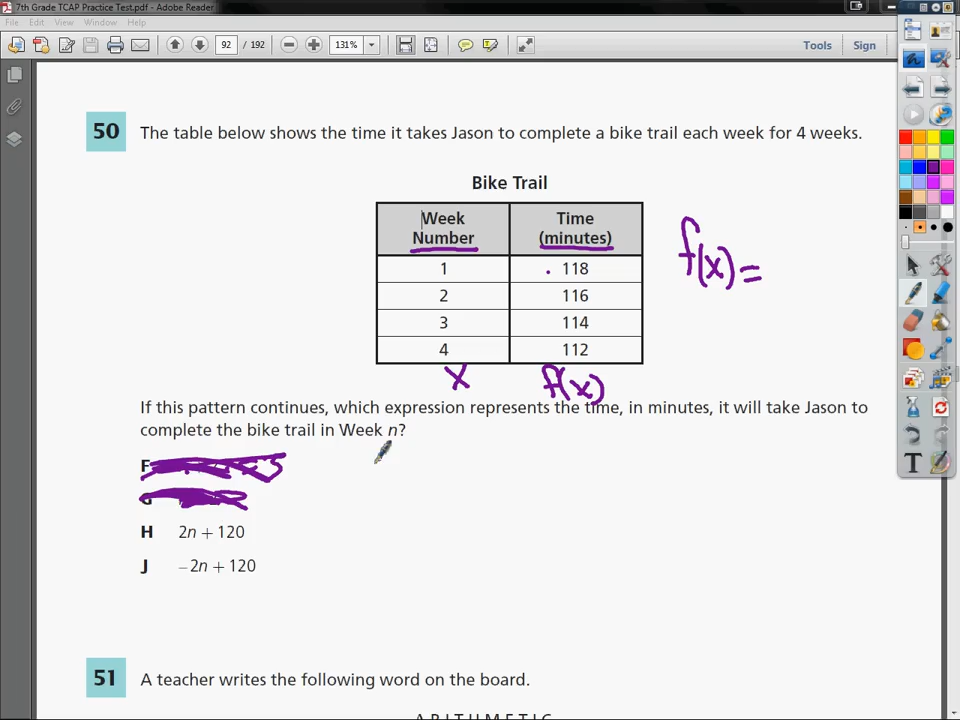 7th Grade TCAP Practice Test.pdf - Adobe Reader
File Edit View Window Help
92 / 192 131% Tools Sign
50 The table below shows the time it takes Jason to complete a bike trail each week for 4 weeks.
Bike Trail
Week Number Time (minutes)
1 118
2 116
3 114
4 112
x f(x)
f(x) =
If this pattern continues, which expression represents the time, in minutes, it will take Jason to
complete the bike trail in Week n?
F
G
H 2n + 120
J –2n + 120
51 A teacher writes the following word on the board.
ARITHMETIC